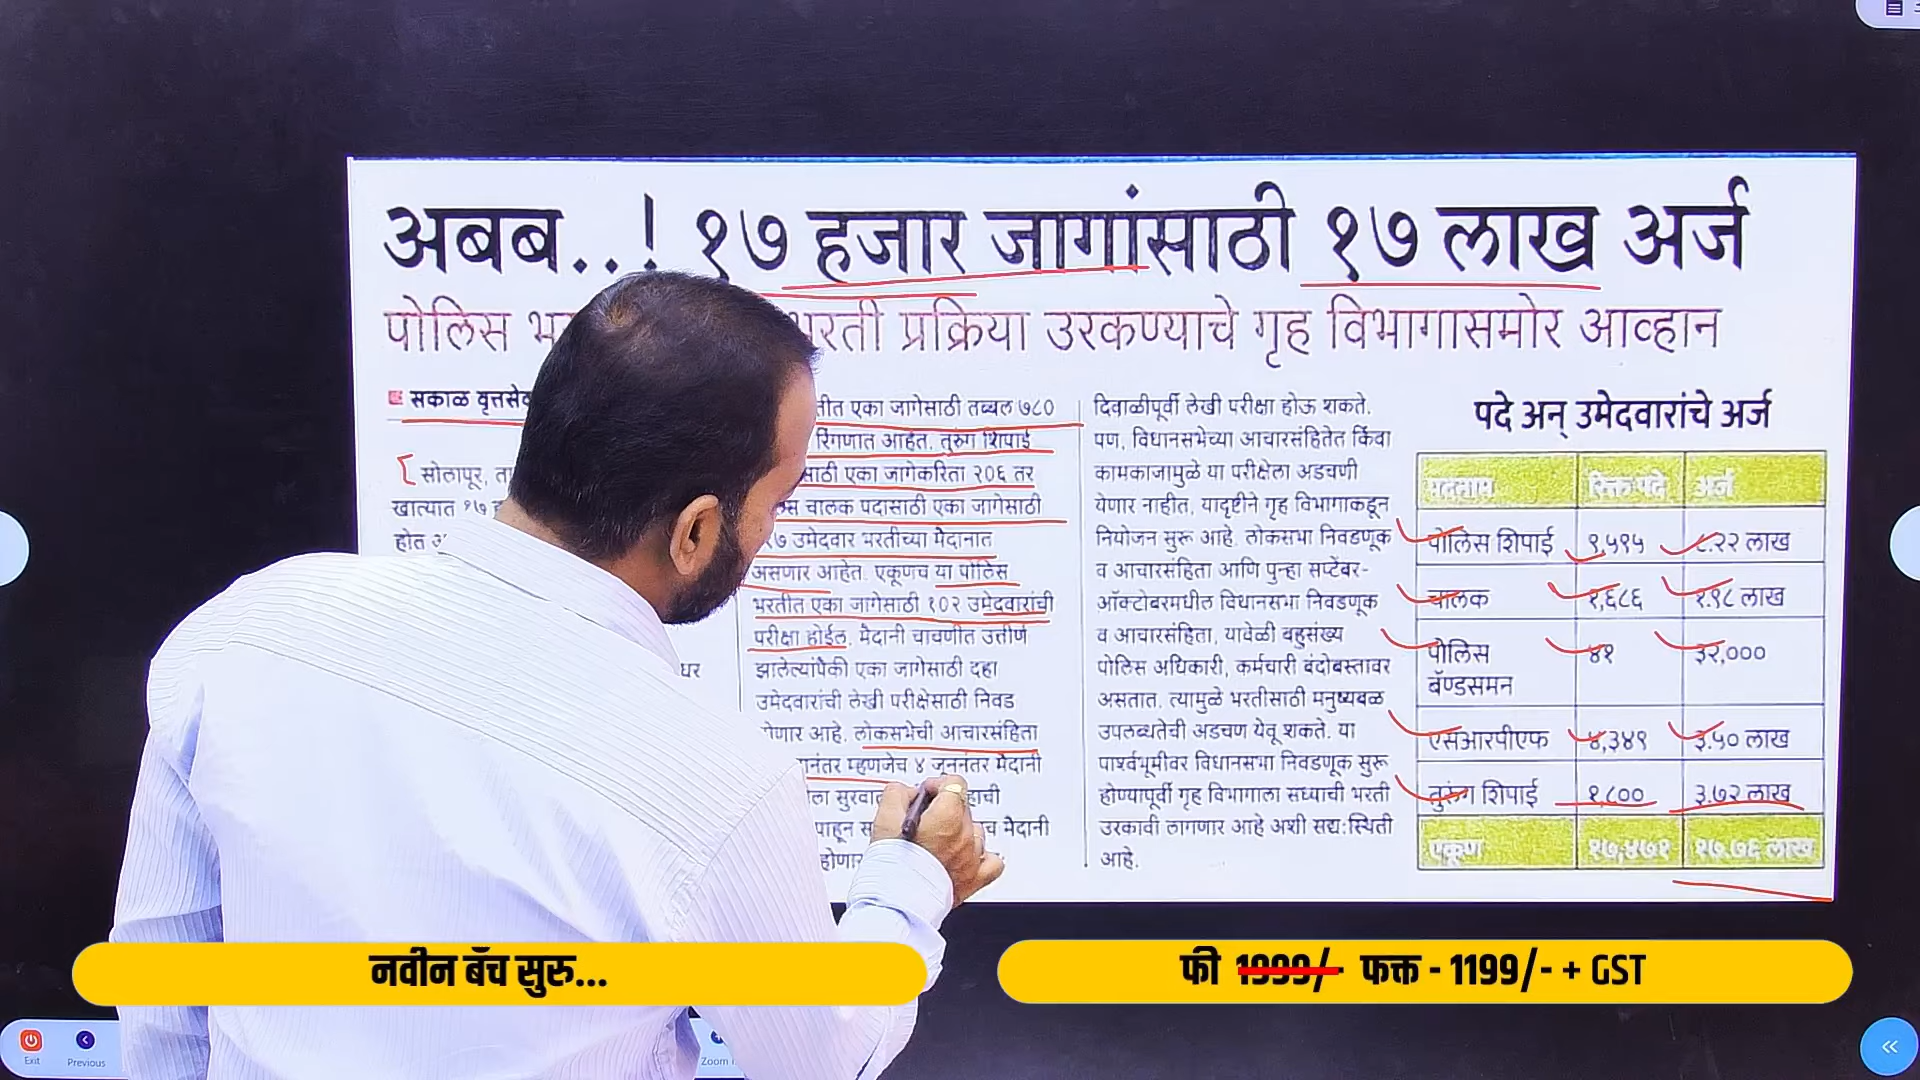 अबब..! १७ हजार जागांसाठी १७ लाख अर्ज
पोलिस भरती प्रक्रिया उरकण्याचे गृह विभागासमोर आव्हान
सकाळ वृत्तसेवा
सोलापूर, ता
खात्यात १७
होत
तीत एका जागेसाठी तब्बल ७८०
रिंगणात आहेत. तुरुंग शिपाई
साठी एका जागेकरिता २०६ तर
चालक पदासाठी एका जागेसाठी
उमेदवार भरतीच्या मैदानात
असणार आहेत. एकूणच या पोलिस
भरतीत एका जागेसाठी १०२ उमेदवारांची
परीक्षा होईल. मैदानी चाचणीत उत्तीर्ण
झालेल्यांपैकी एका जागेसाठी दहा
उमेदवारांची लेखी परीक्षेसाठी निवड
होणार आहे. लोकसभेची आचारसंहिता
नंतर म्हणजेच ४ जूननंतर मैदानी
पाहून मैदानी
होणार
दिवाळीपूर्वी लेखी परीक्षा होऊ शकते.
पण, विधानसभेच्या आचारसंहितेत किंवा
कामकाजामुळे या परीक्षेला अडचणी
येणार नाहीत, यादृष्टीने गृह विभागाकडून
नियोजन सुरू आहे. लोकसभा निवडणूक
व आचारसंहिता आणि पुन्हा सप्टेंबर-
ऑक्टोबरमधील विधानसभा निवडणूक
व आचारसंहिता, यावेळी बहुसंख्य
पोलिस अधिकारी, कर्मचारी बंदोबस्तावर
असतात. त्यामुळे भरतीसाठी मनुष्यबळ
उपलब्धतेची अडचण येवू शकते. या
पार्श्वभूमीवर विधानसभा निवडणूक सुरू
होण्यापूर्वी गृह विभागाला सध्याची भरती
उरकावी लागणार आहे अशी सद्य:स्थिती
आहे.
पदे अन् उमेदवारांचे अर्ज
पदनाम रिक्त पदे अर्ज
पोलिस शिपाई ९,५९५ ८.२२ लाख
चालक १,६८६ १.९८ लाख
पोलिस बॅण्डसमन ४१ ३२,०००
एसआरपीएफ ४,३४९ ३.५० लाख
तुरुंग शिपाई १,८०० ३.७२ लाख
एकूण १७,४७१ १७.७६ लाख
नवीन बॅच सुरु...
फी 1999/- फक्त - 1199/- + GST
Exit
Previous
Zoom